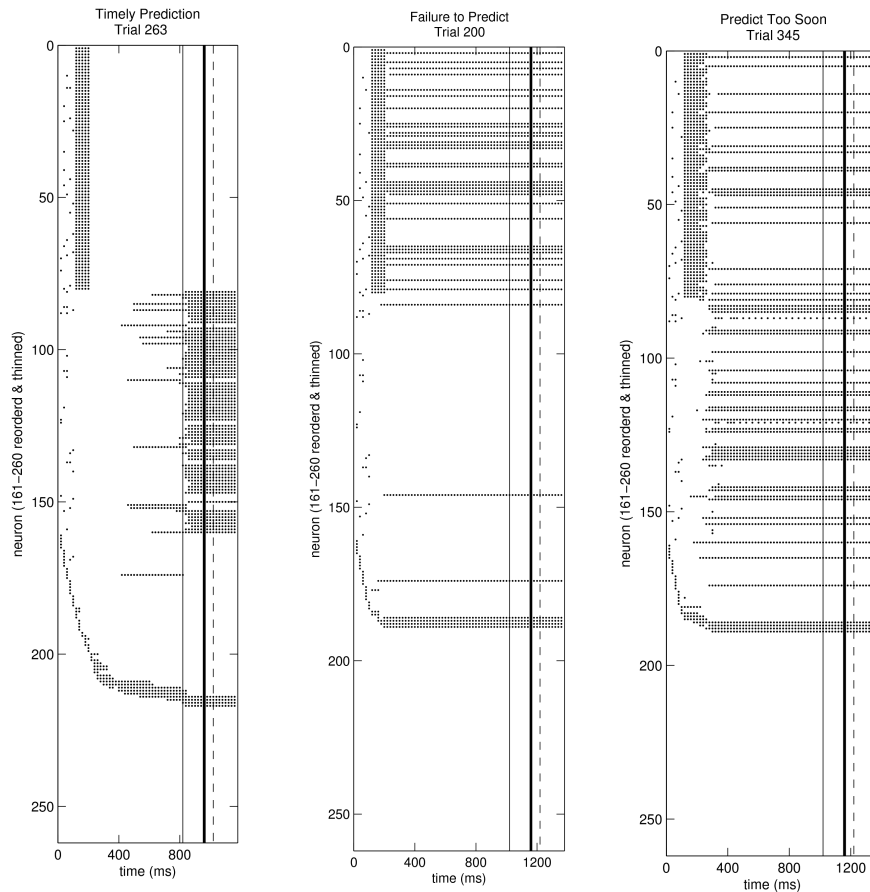 Timely Prediction
Trial 263
0
50
100
150
200
250
neuron (161–260 reorderd & thinned)
0
400
800
time (ms)
Failure to Predict
Trial 200
0
50
100
150
200
250
neuron (161–260 reorderd & thinned)
0
400
800
1200
time (ms)
Predict Too Soon
Trial 345
0
50
100
150
200
250
neuron (161–260 reorderd & thinned)
0
400
800
1200
time (ms)